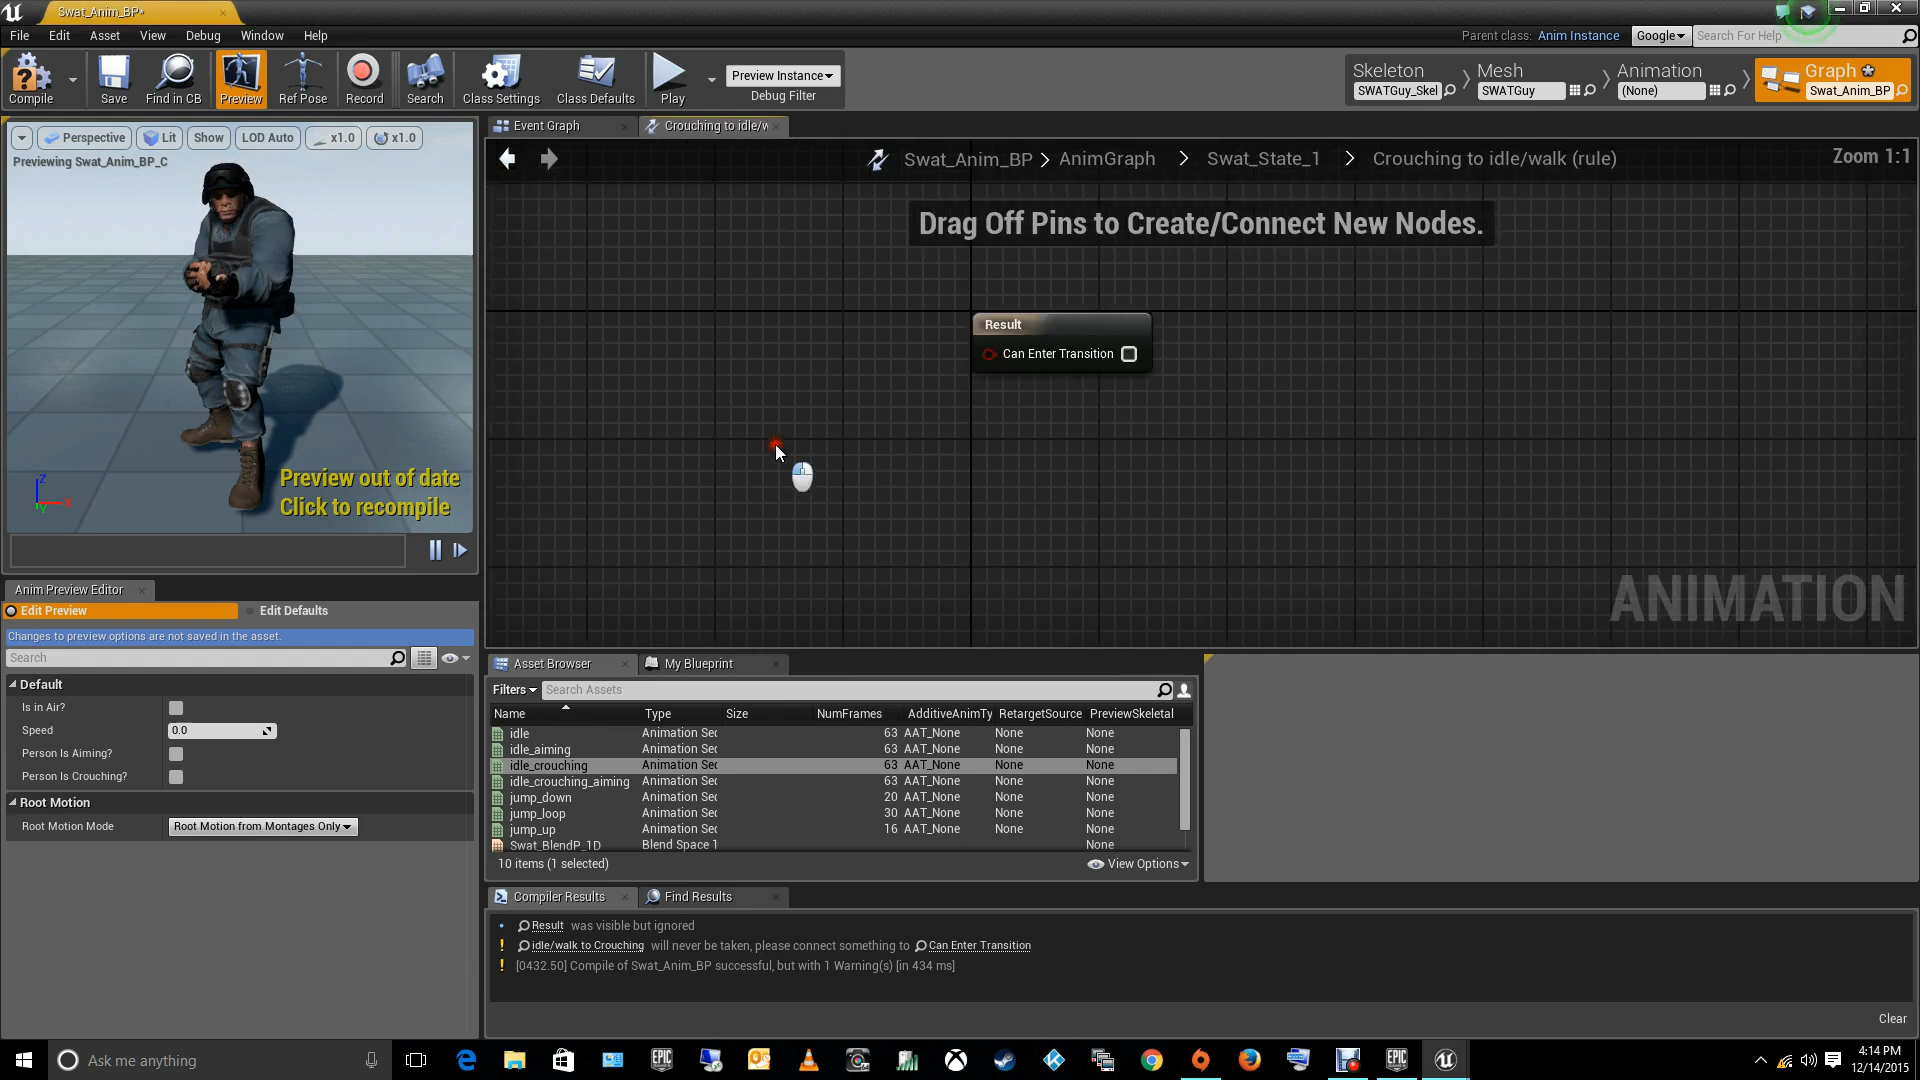 Swat_Anim_BP*
File Edit Asset View Debug Window Help
Parent class: Anim Instance Google Search For Help
Compile Save Find in CB Preview Ref Pose Record Search Class Settings Class Defaults Play
Preview Instance
Debug Filter
Skeleton Mesh Animation Graph
SWATGuy_Skel SWATGuy (None) Swat_Anim_BP
Perspective Lit Show LOD Auto x1.0 x1.0
Previewing Swat_Anim_BP_C
Preview out of date
Click to recompile
Z
X
Y
Event Graph Crouching to idle/w
Swat_Anim_BP > AnimGraph > Swat_State_1 > Crouching to idle/walk (rule)
Zoom 1:1
Drag Off Pins to Create/Connect New Nodes.
Result
Can Enter Transition
ANIMATION
Anim Preview Editor
Edit Preview Edit Defaults
Changes to preview options are not saved in the asset.
Search
Default
Is in Air?
Speed 0.0
Person Is Aiming?
Person Is Crouching?
Root Motion
Root Motion Mode Root Motion from Montages Only
Asset Browser My Blueprint
Filters Search Assets
Name Type Size NumFrames AdditiveAnimTy RetargetSource PreviewSkeletal
idle Animation Sec 63 AAT_None None None
idle_aiming Animation Sec 63 AAT_None None None
idle_crouching Animation Sec 63 AAT_None None None
idle_crouching_aiming Animation Sec 63 AAT_None None None
jump_down Animation Sec 20 AAT_None None None
jump_loop Animation Sec 30 AAT_None None None
jump_up Animation Sec 16 AAT_None None None
Swat_BlendP_1D Blend Space 1 None
10 items (1 selected) View Options
Compiler Results Find Results
Result was visible but ignored
idle/walk to Crouching will never be taken, please connect something to Can Enter Transition
[0432.50] Compile of Swat_Anim_BP successful, but with 1 Warning(s) [in 434 ms]
Clear
Ask me anything
EPIC GAMES
EPIC GAMES
4:14 PM
12/14/2015